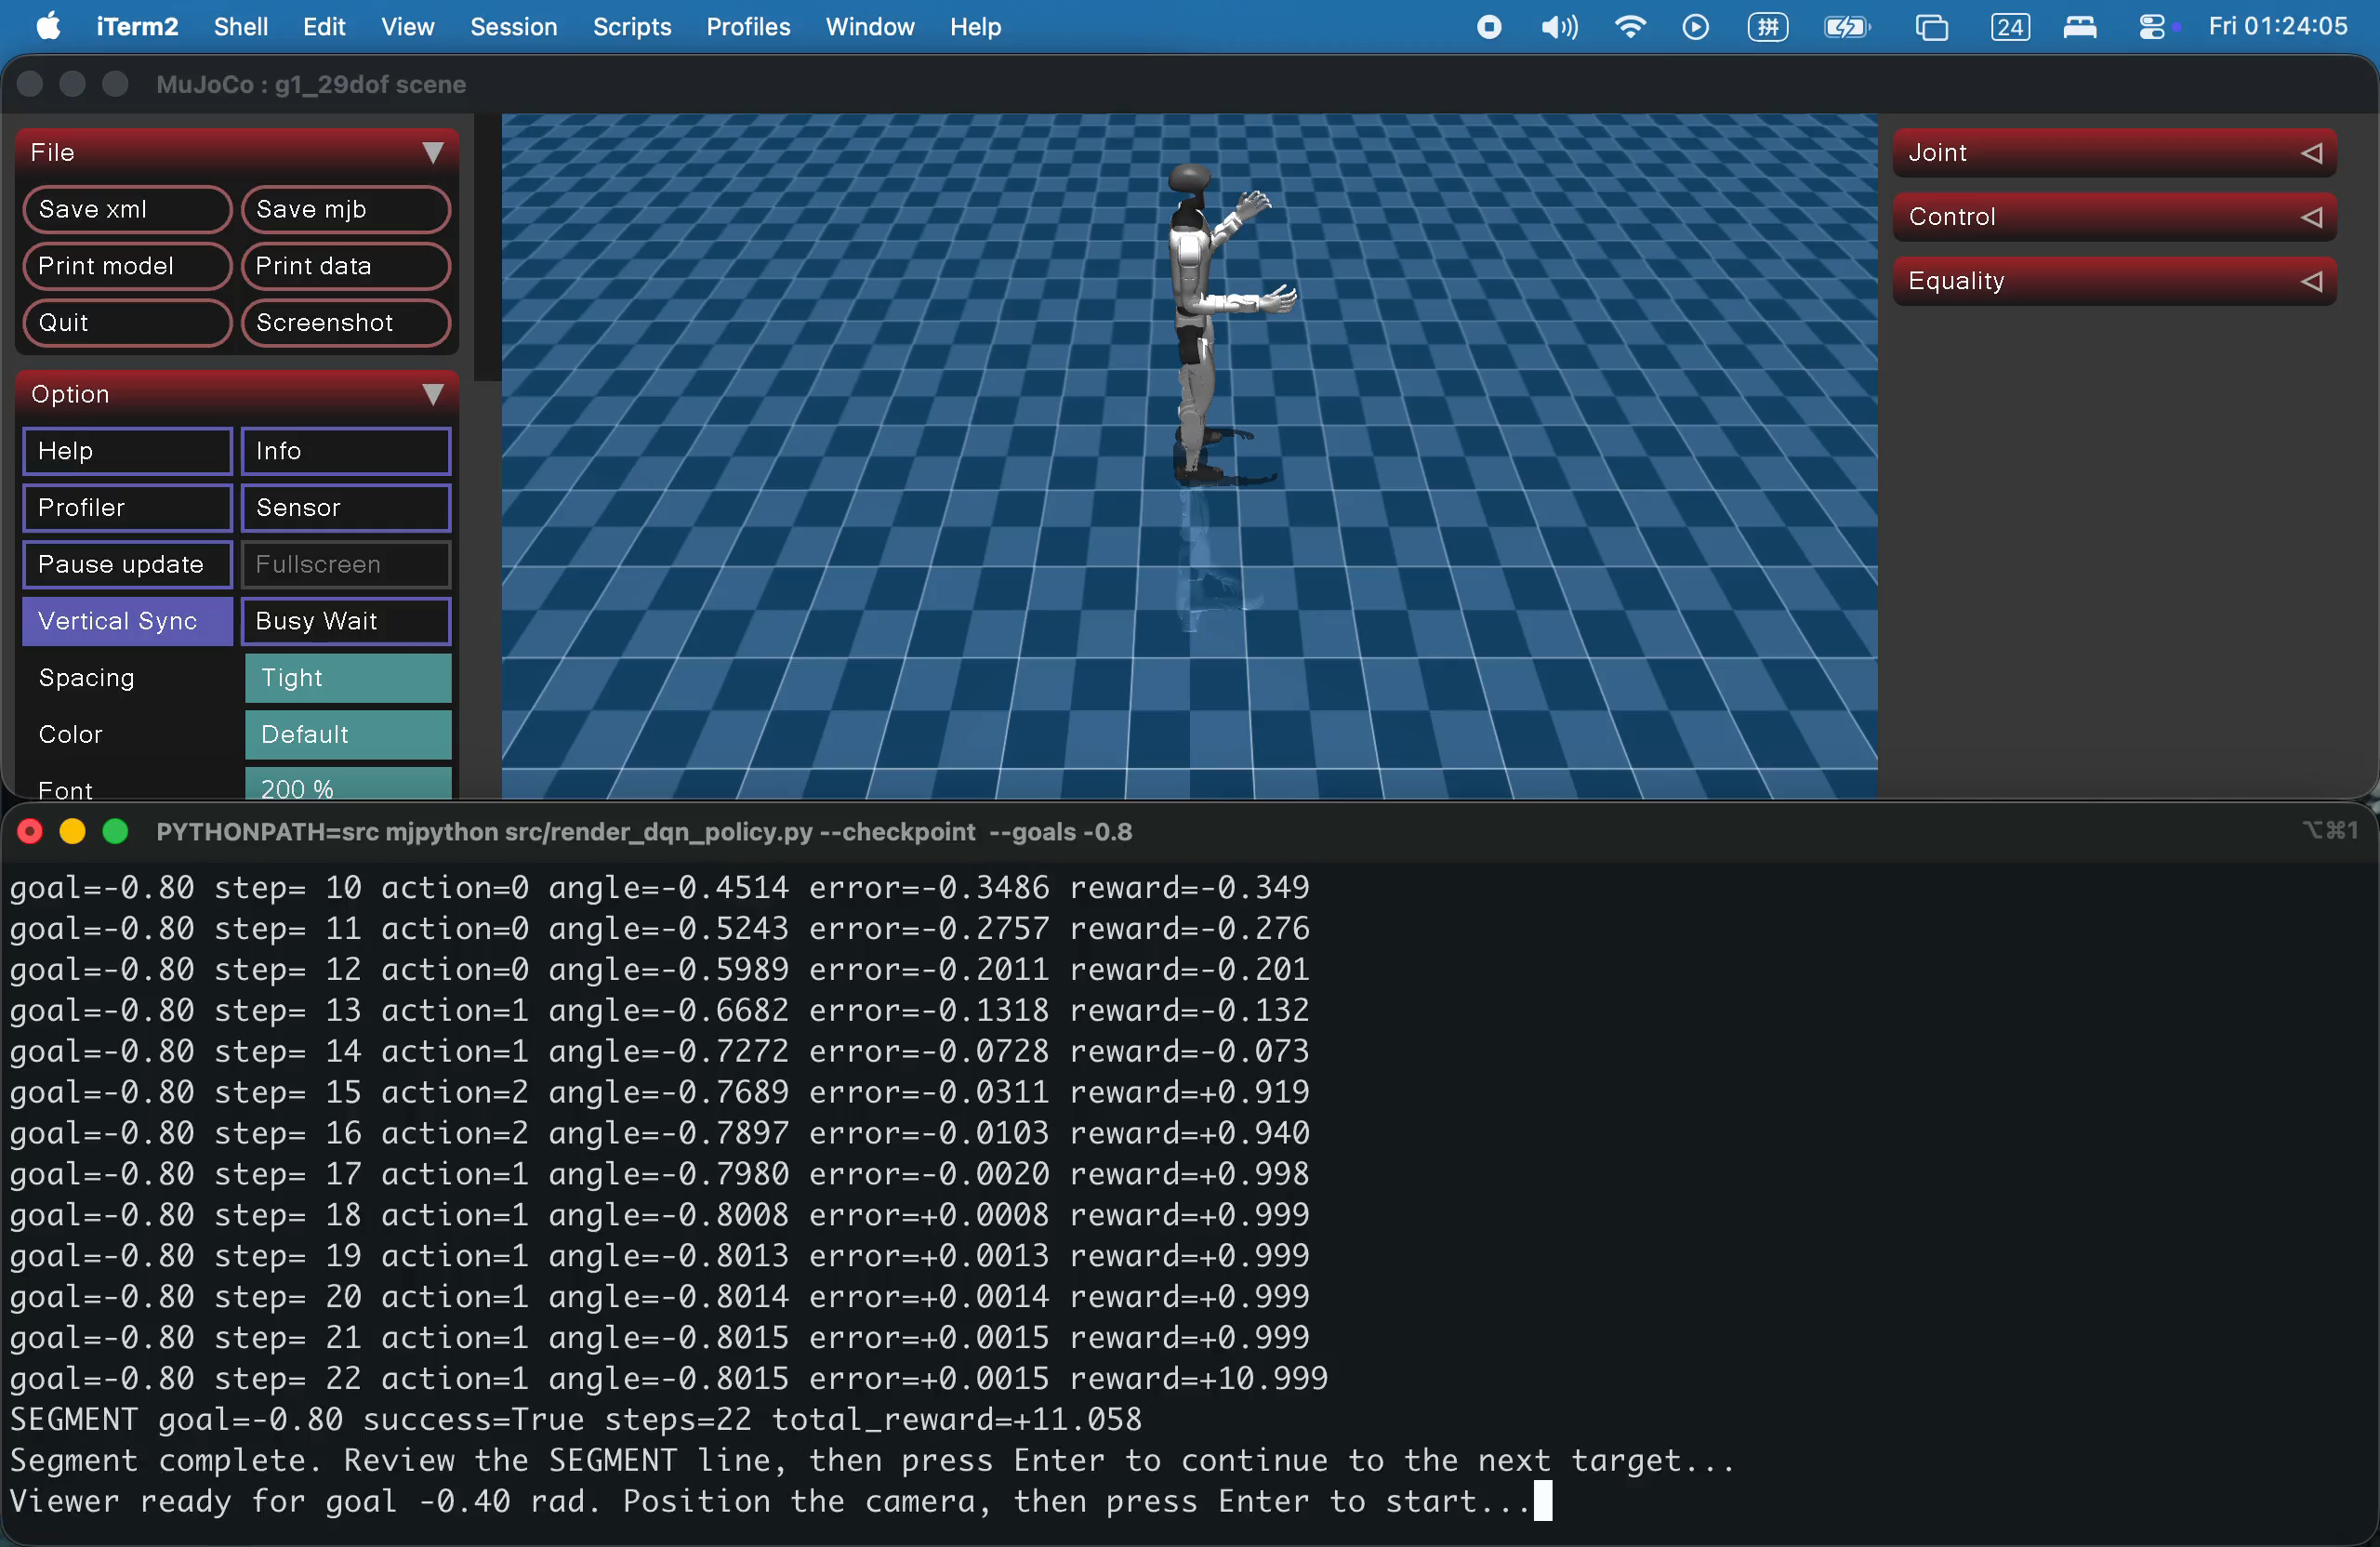 iTerm2 Shell Edit View Session Scripts Profiles Window Help 拼 24 Fri 01:24:05
MuJoCo : g1_29dof scene
File
Save xml Save mjb
Print model Print data
Quit Screenshot
Option
Help Info
Profiler Sensor
Pause update Fullscreen
Vertical Sync Busy Wait
Spacing Tight
Color Default
Font 200 %
Joint
Control
Equality
PYTHONPATH=src mjpython src/render_dqn_policy.py --checkpoint --goals -0.8 ⌥⌘1
goal=-0.80 step= 10 action=0 angle=-0.4514 error=-0.3486 reward=-0.349
goal=-0.80 step= 11 action=0 angle=-0.5243 error=-0.2757 reward=-0.276
goal=-0.80 step= 12 action=0 angle=-0.5989 error=-0.2011 reward=-0.201
goal=-0.80 step= 13 action=1 angle=-0.6682 error=-0.1318 reward=-0.132
goal=-0.80 step= 14 action=1 angle=-0.7272 error=-0.0728 reward=-0.073
goal=-0.80 step= 15 action=2 angle=-0.7689 error=-0.0311 reward=+0.919
goal=-0.80 step= 16 action=2 angle=-0.7897 error=-0.0103 reward=+0.940
goal=-0.80 step= 17 action=1 angle=-0.7980 error=-0.0020 reward=+0.998
goal=-0.80 step= 18 action=1 angle=-0.8008 error=+0.0008 reward=+0.999
goal=-0.80 step= 19 action=1 angle=-0.8013 error=+0.0013 reward=+0.999
goal=-0.80 step= 20 action=1 angle=-0.8014 error=+0.0014 reward=+0.999
goal=-0.80 step= 21 action=1 angle=-0.8015 error=+0.0015 reward=+0.999
goal=-0.80 step= 22 action=1 angle=-0.8015 error=+0.0015 reward=+10.999
SEGMENT goal=-0.80 success=True steps=22 total_reward=+11.058
Segment complete. Review the SEGMENT line, then press Enter to continue to the next target...
Viewer ready for goal -0.40 rad. Position the camera, then press Enter to start...